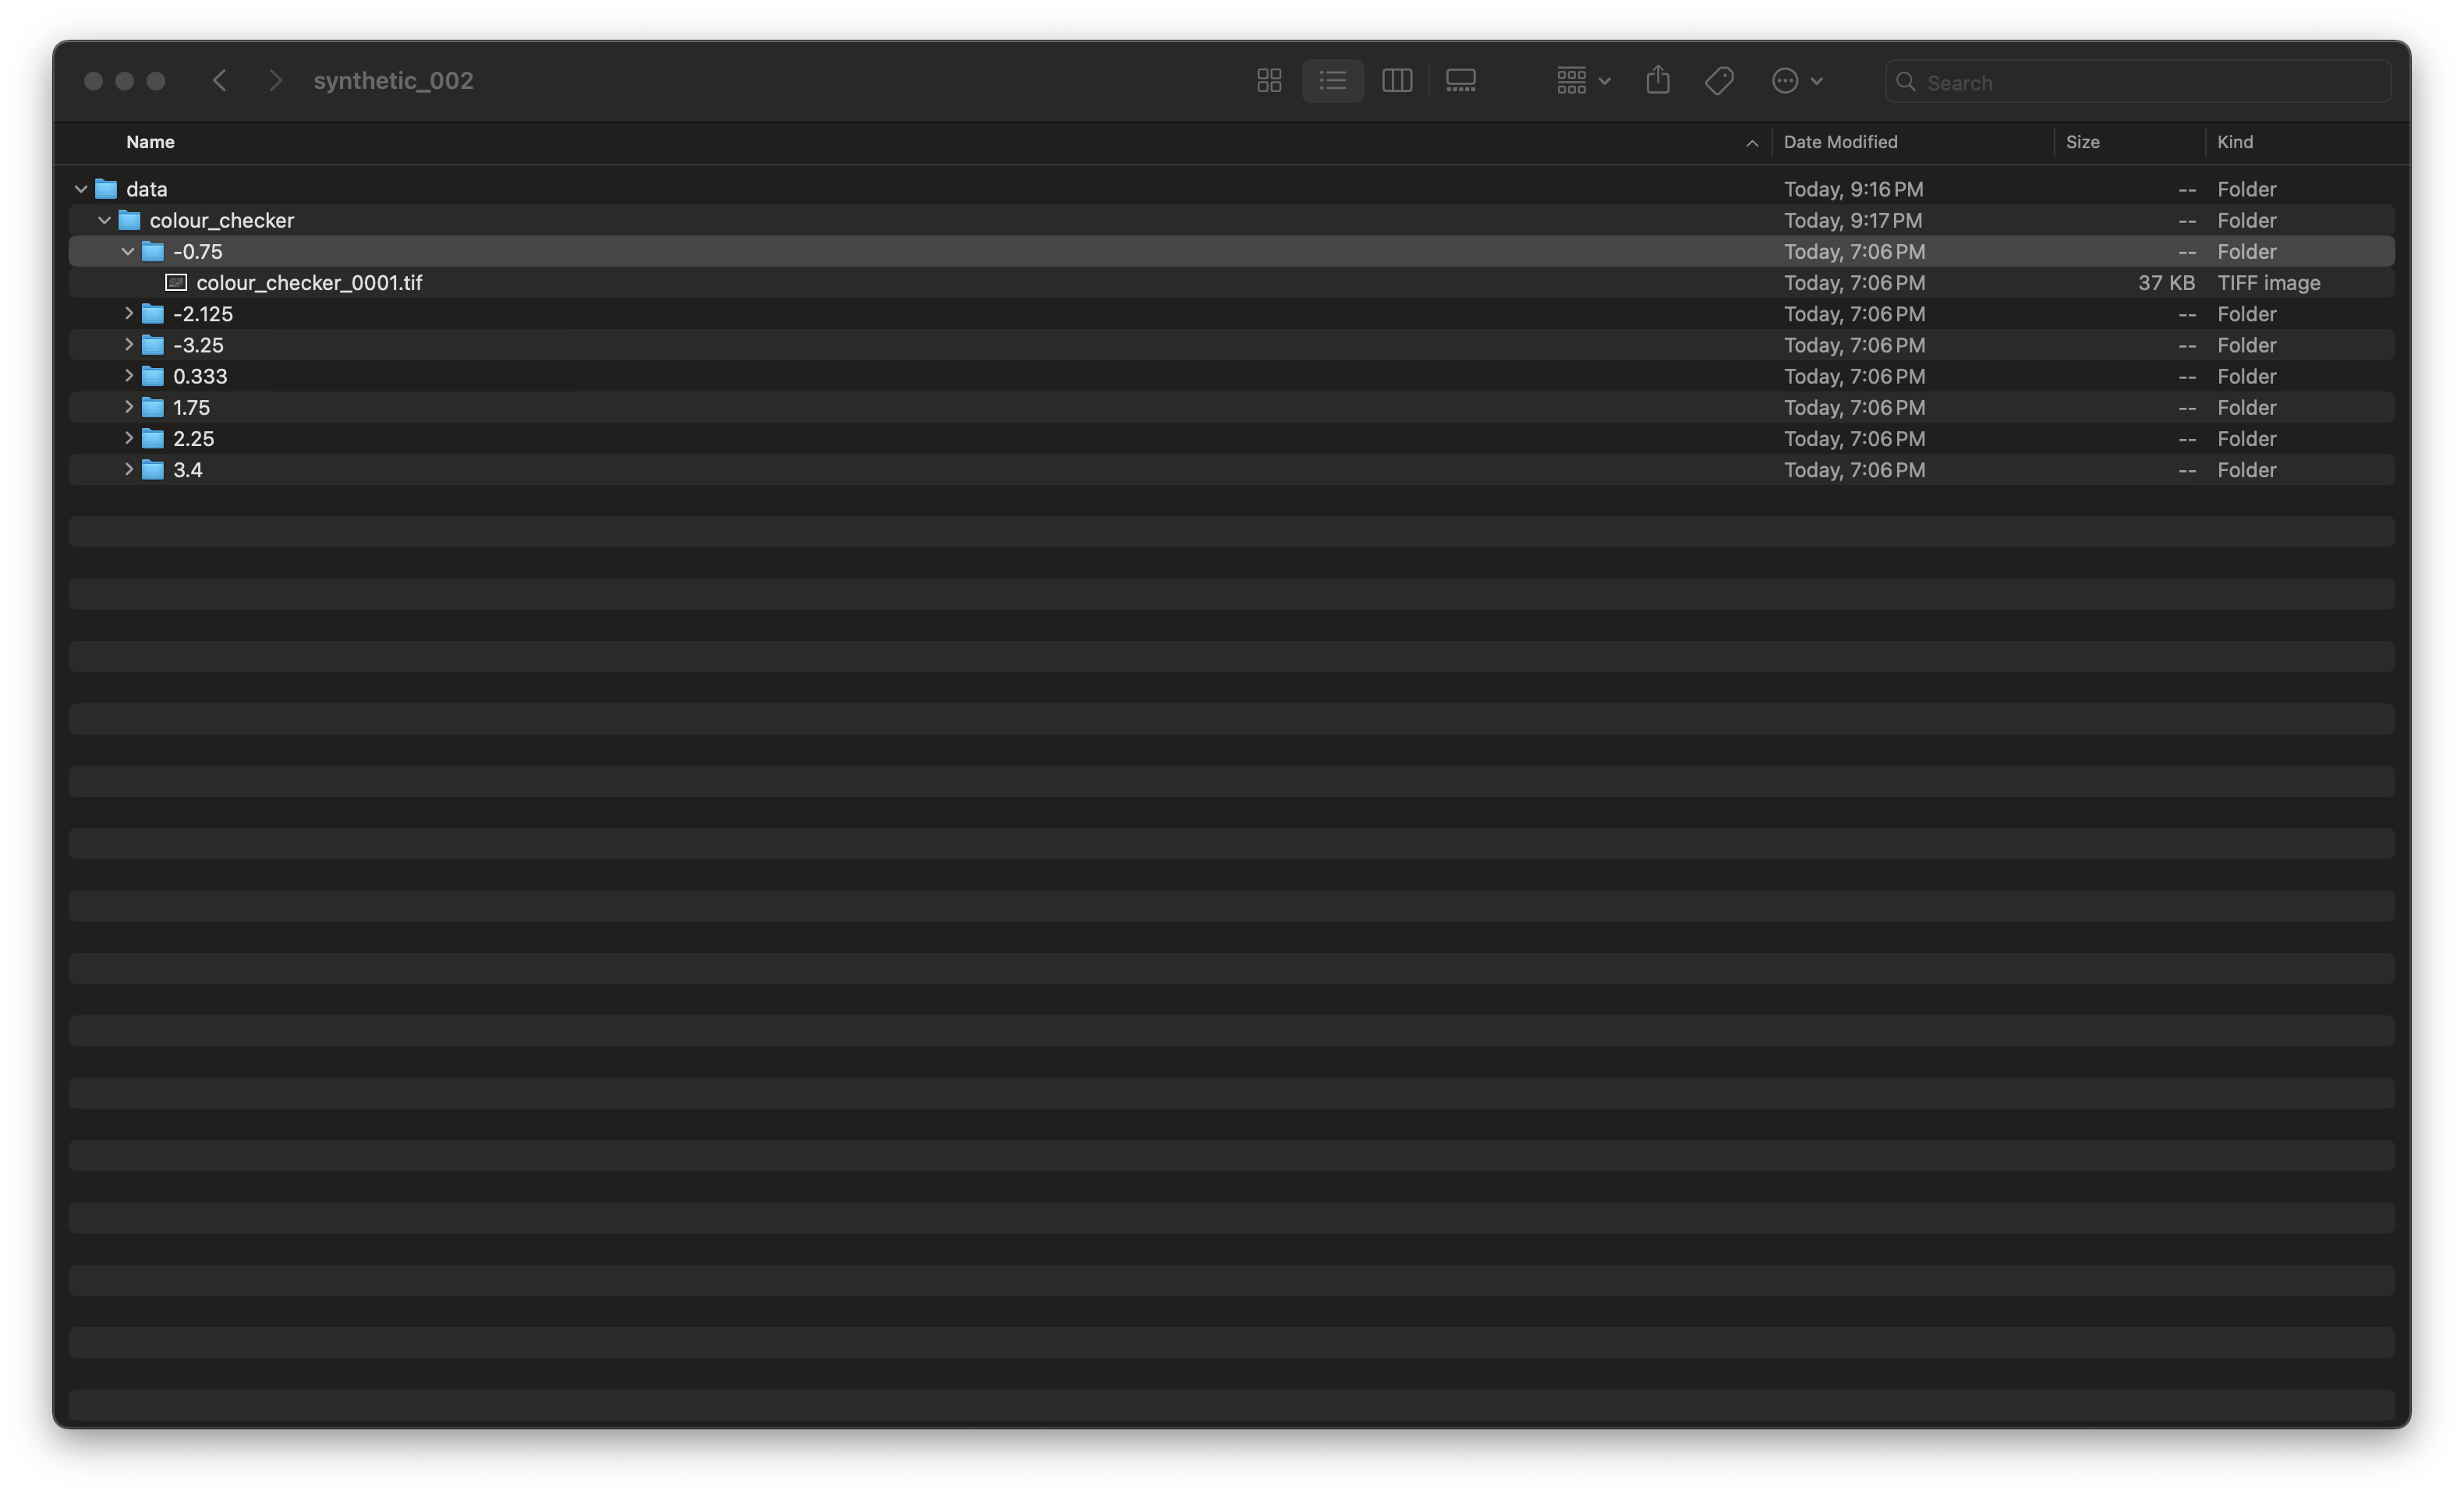 synthetic_002
Search
Name Date Modified Size Kind
data Today, 9:16 PM -- Folder
colour_checker Today, 9:17 PM -- Folder
-0.75 Today, 7:06 PM -- Folder
colour_checker_0001.tif Today, 7:06 PM 37 KB TIFF image
-2.125 Today, 7:06 PM -- Folder
-3.25 Today, 7:06 PM -- Folder
0.333 Today, 7:06 PM -- Folder
1.75 Today, 7:06 PM -- Folder
2.25 Today, 7:06 PM -- Folder
3.4 Today, 7:06 PM -- Folder